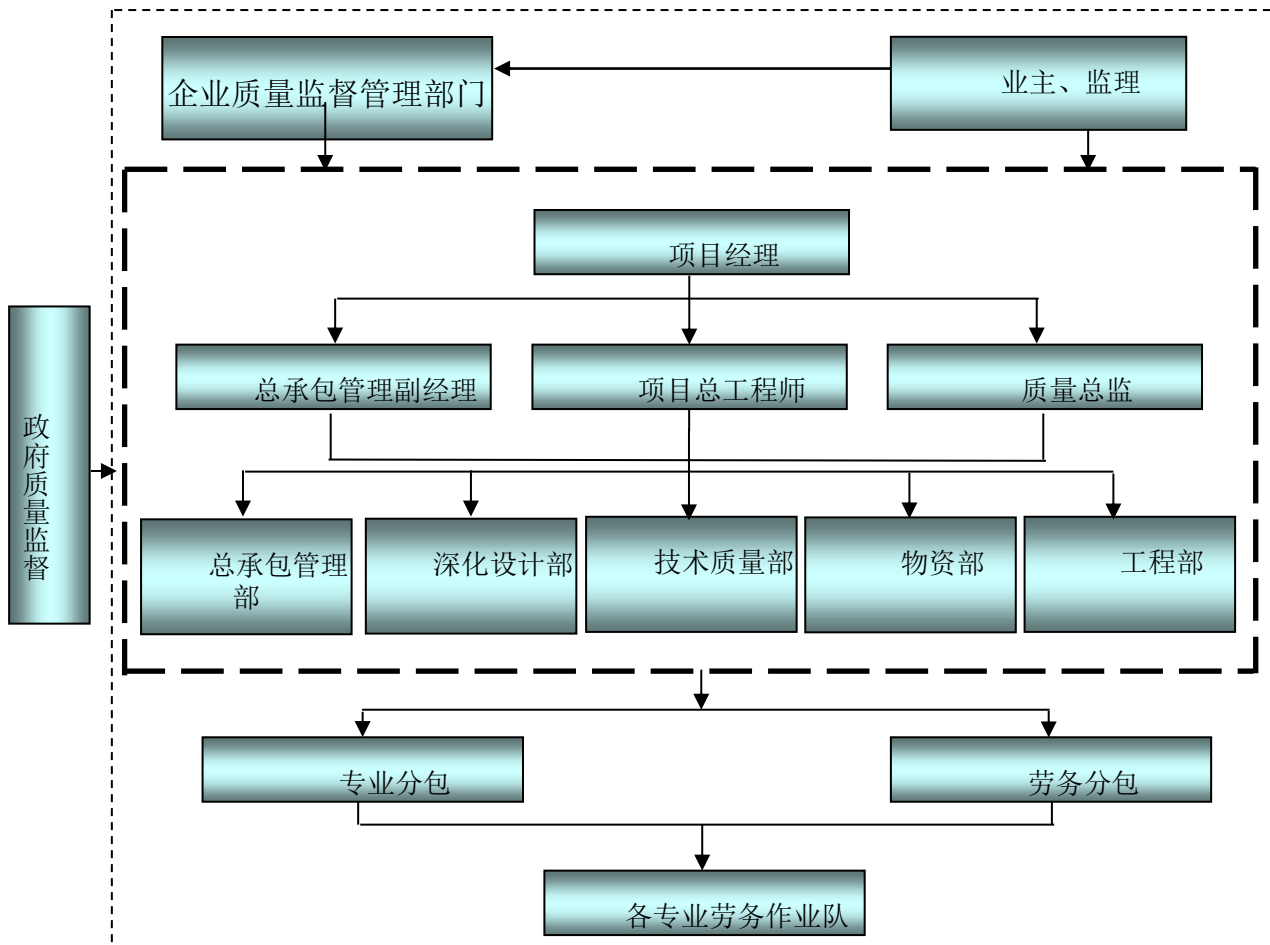 企业质量监督管理部门
业主、监理
项目经理
总承包管理副经理
项目总工程师
质量总监
政府质量监督
总承包管理
部
深化设计部
技术质量部
物资部
工程部
专业分包
劳务分包
各专业劳务作业队